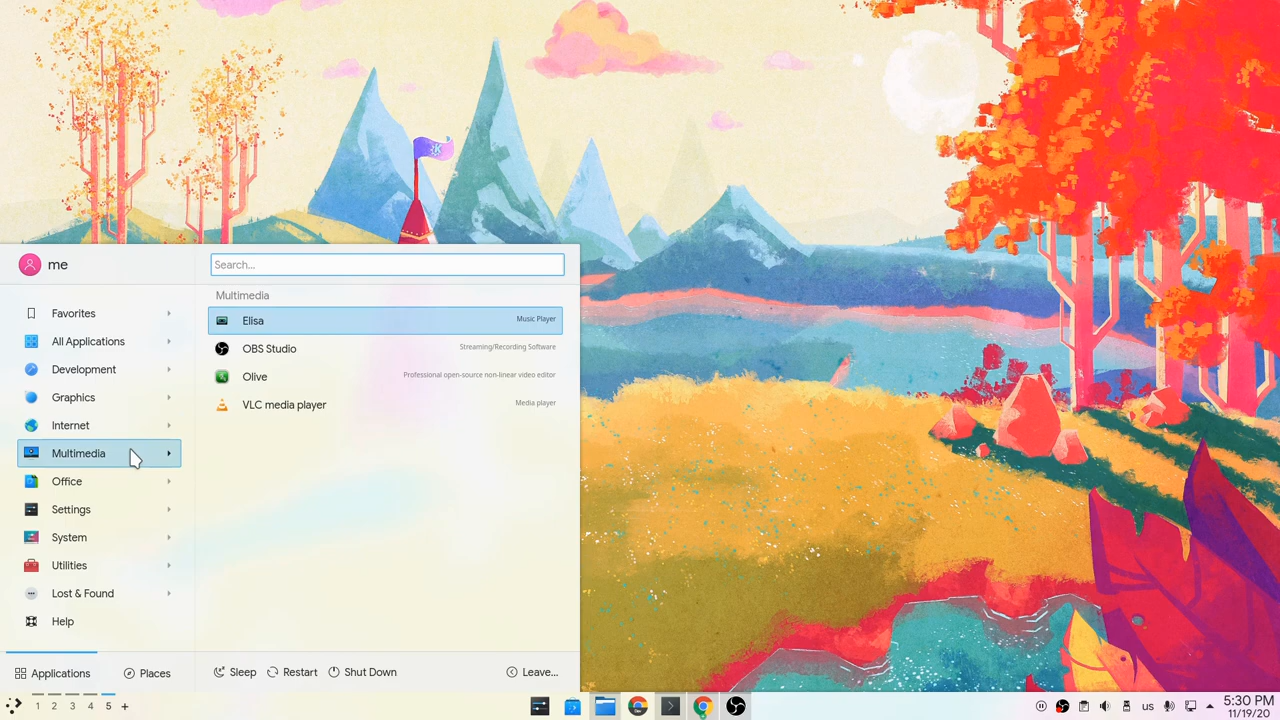 K
me
Search...
Favorites
All Applications
Development
Graphics
Internet
Multimedia
Office
Settings
System
Utilities
Lost & Found
Help
Multimedia
Elisa Music Player
OBS Studio Streaming/Recording Software
Olive Professional open-source non-linear video editor
VLC media player Media player
Applications Places Sleep Restart Shut Down Leave...
1 2 3 4 5 +
us
5:30 PM
11/19/20